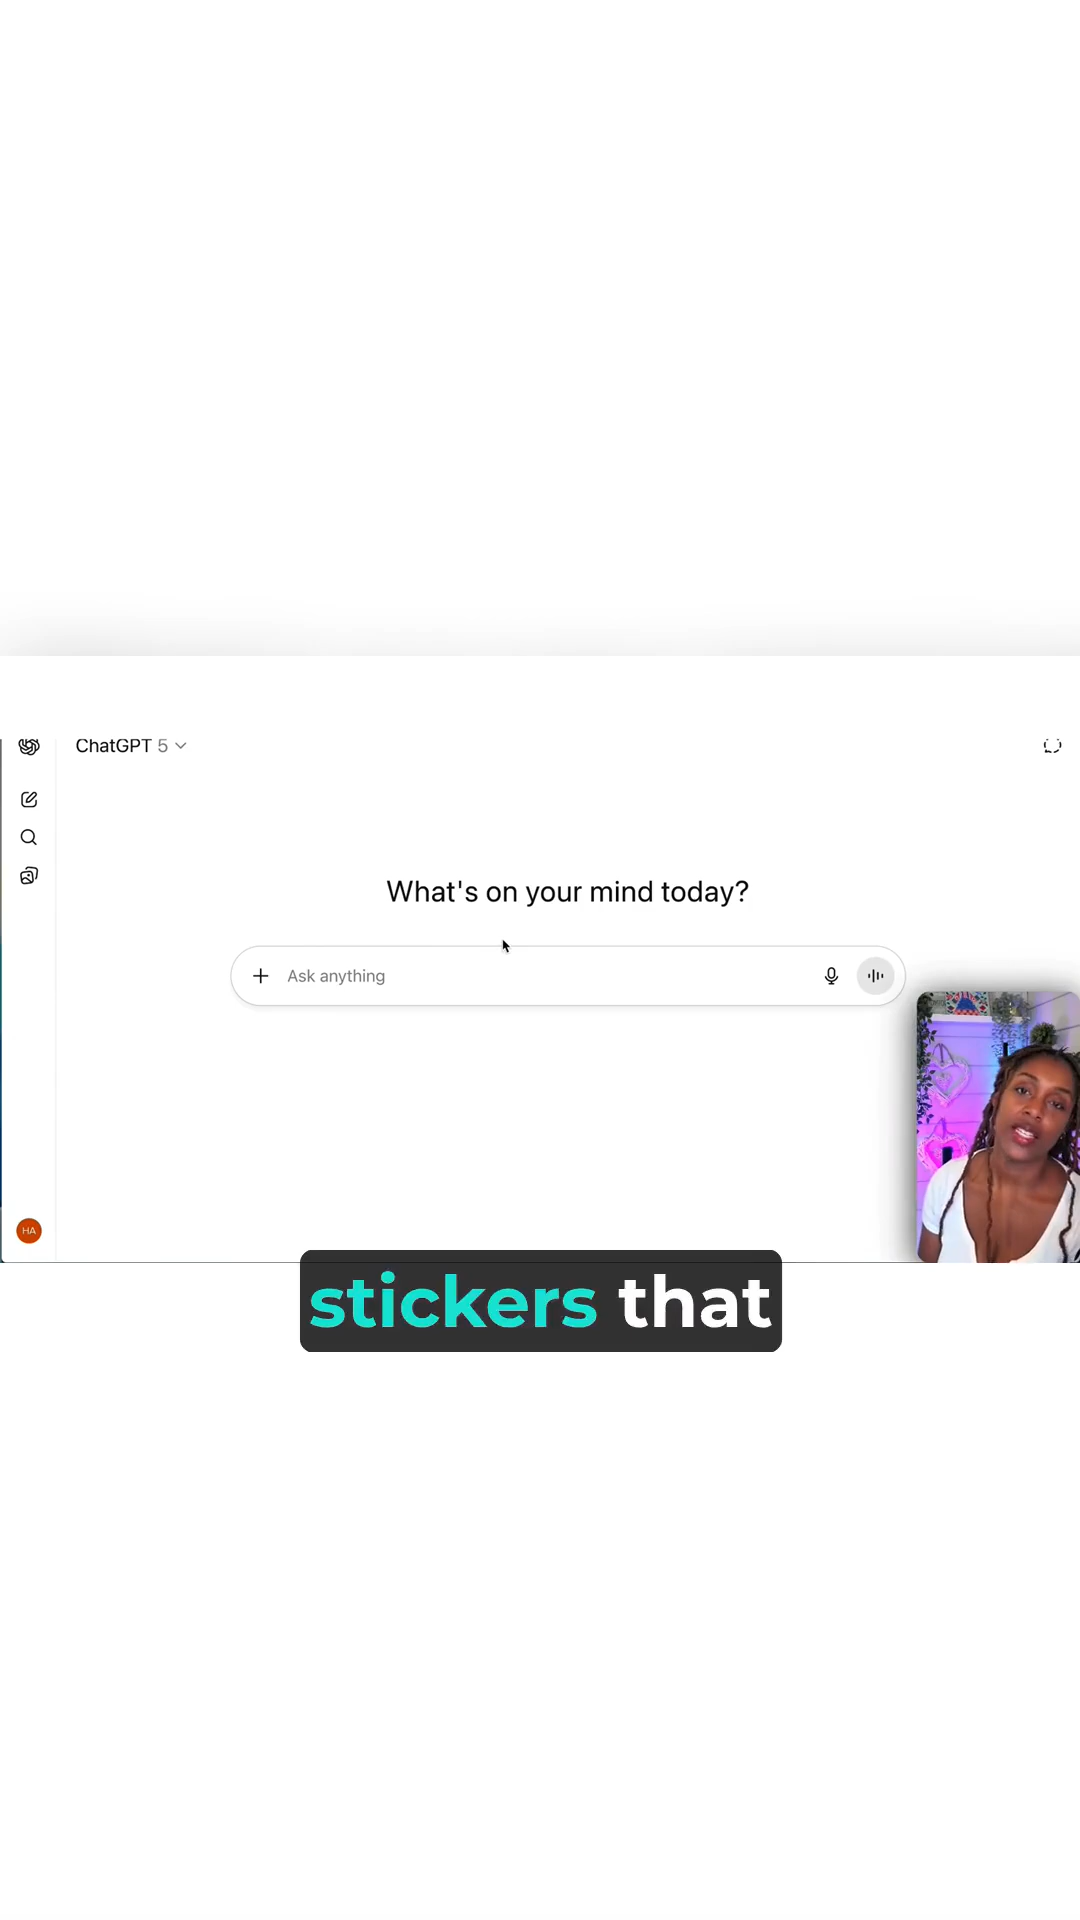 ChatGPT 5
What's on your mind today?
Ask anything
HA
stickers that